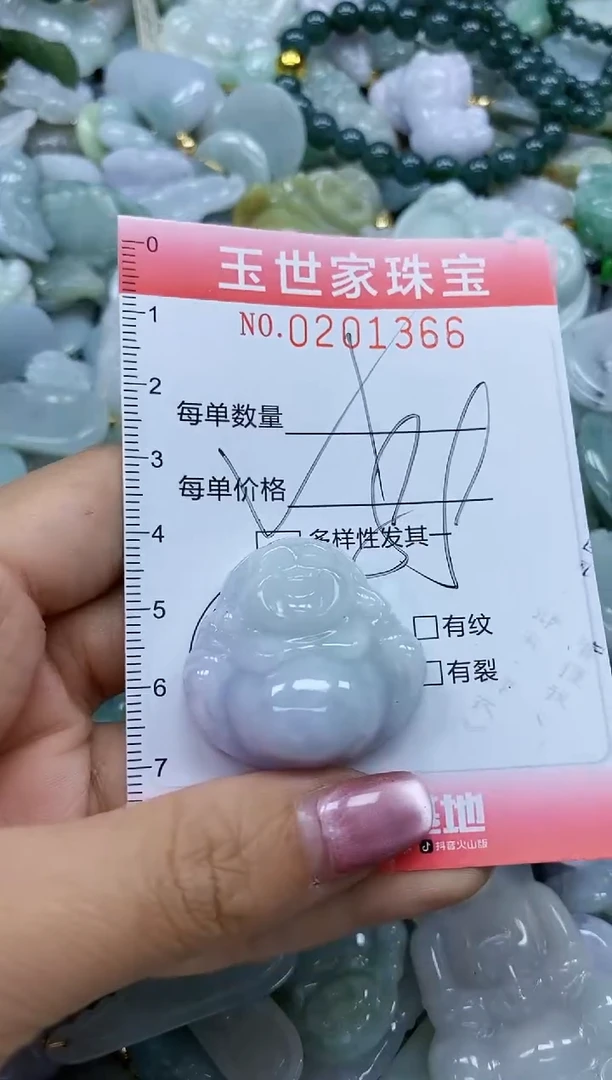 0
玉世家珠宝
1
NO.0201366
2
每单数量
3
每单价格
4
多样性发其一
5
有纹
6
有裂
7
基地
抖音火山版